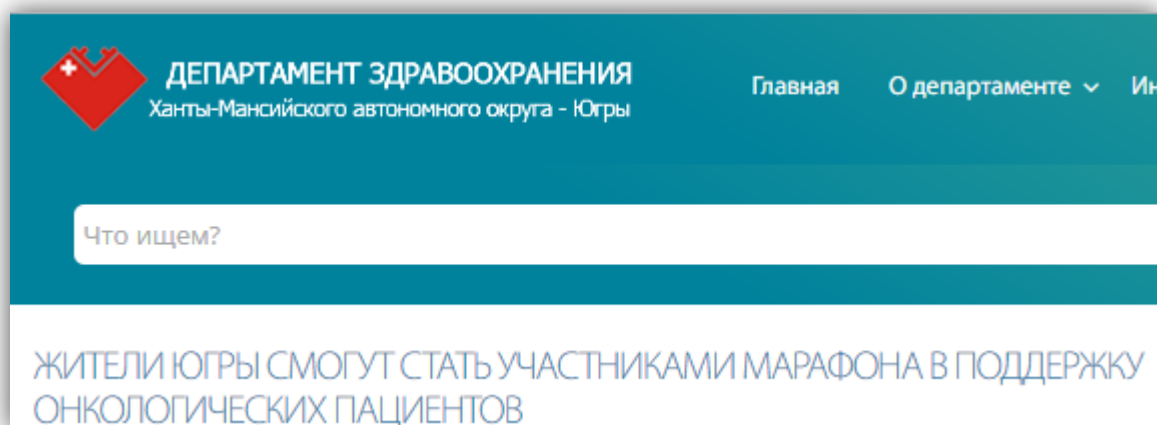 ДЕПАРТАМЕНТ ЗДРАВООХРАНЕНИЯ
Ханты-Мансийского автономного округа - Югры
Главная О департаменте
Что ищем?
ЖИТЕЛИ ЮГРЫ СМОГУТ СТАТЬ УЧАСТНИКАМИ МАРАФОНА В ПОДДЕРЖКУ
ОНКОЛОГИЧЕСКИХ ПАЦИЕНТОВ